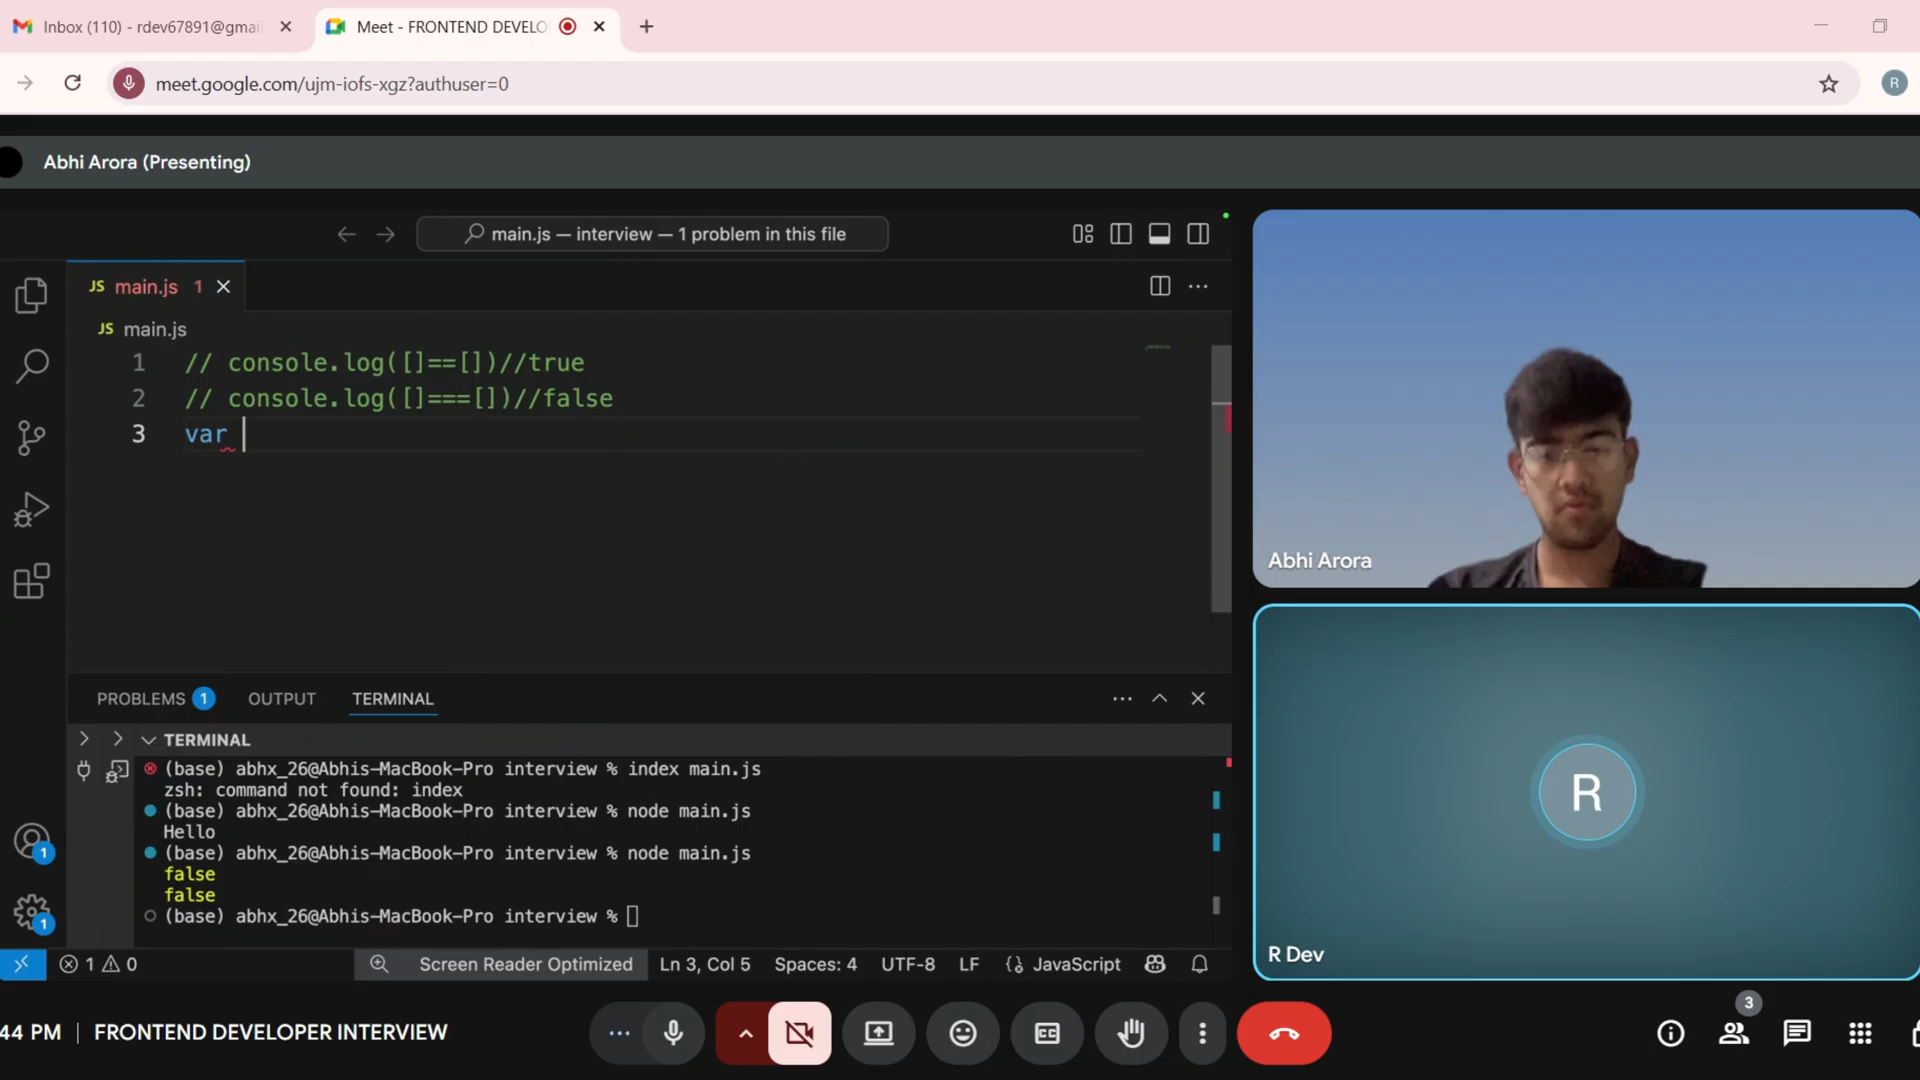 Inbox (110) - rdev67891@gmai
Meet - FRONTEND DEVELO
meet.google.com/ujm-iofs-xgz?authuser=0
R
Abhi Arora (Presenting)
main.js — interview — 1 problem in this file
JS main.js 1
JS main.js
1 // console.log([]==[])//true
2 // console.log([]===[])//false
3 var
PROBLEMS 1 OUTPUT TERMINAL
TERMINAL
(base) abhx_26@Abhis-MacBook-Pro interview % index main.js
zsh: command not found: index
(base) abhx_26@Abhis-MacBook-Pro interview % node main.js
Hello
(base) abhx_26@Abhis-MacBook-Pro interview % node main.js
false
false
(base) abhx_26@Abhis-MacBook-Pro interview %
1
1
1 0 Screen Reader Optimized Ln 3, Col 5 Spaces: 4 UTF-8 LF {} JavaScript
Abhi Arora
R
R Dev
44 PM | FRONTEND DEVELOPER INTERVIEW
CC
3